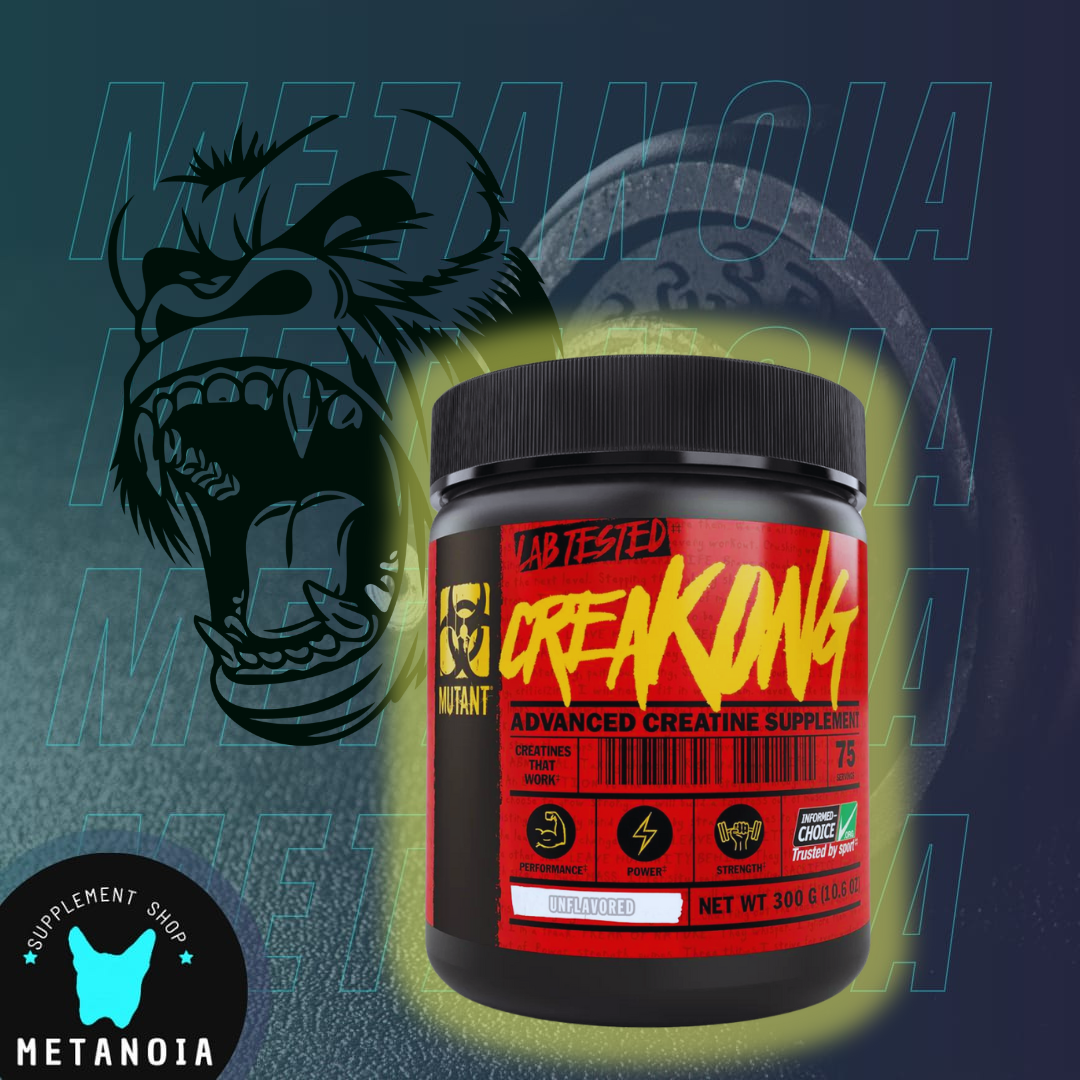 METANOIA
METANOIA
METANOIA
METANOIA
LAB TESTED
CREAKONG
MUTANT
ADVANCED CREATINE SUPPLEMENT
CREATINES
THAT
WORK‡
75
SERVINGS
INFORMED-
CHOICE
.ORG
Trusted by sport
PERFORMANCE‡
POWER‡
STRENGTH‡
UNFLAVORED
NET WT 300 G (10.6 OZ)
SUPPLEMENT SHOP
METANOIA